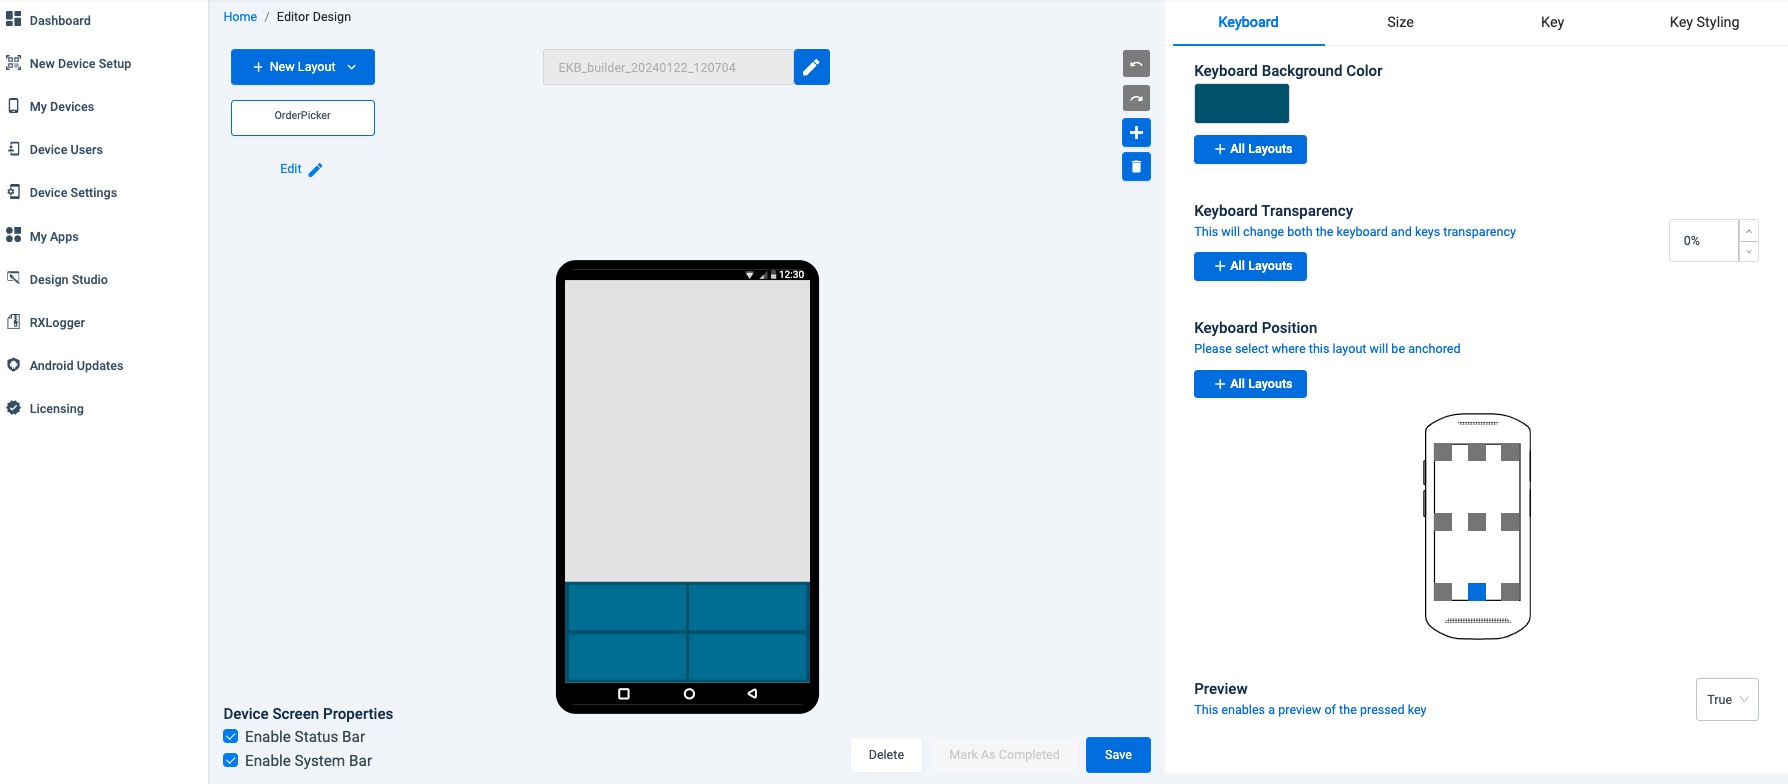 Dashboard
New Device Setup
My Devices
Device Users
Device Settings
My Apps
Design Studio
RXLogger
Android Updates
Licensing
Home / Editor Design
+ New Layout
EKB_builder_20240122_120704
OrderPicker
Edit
12:30
Device Screen Properties
Enable Status Bar
Enable System Bar
Delete
Mark As Completed
Save
Keyboard
Size
Key
Key Styling
Keyboard Background Color
+ All Layouts
Keyboard Transparency
This will change both the keyboard and keys transparency
0%
+ All Layouts
Keyboard Position
Please select where this layout will be anchored
+ All Layouts
Preview
This enables a preview of the pressed key
True